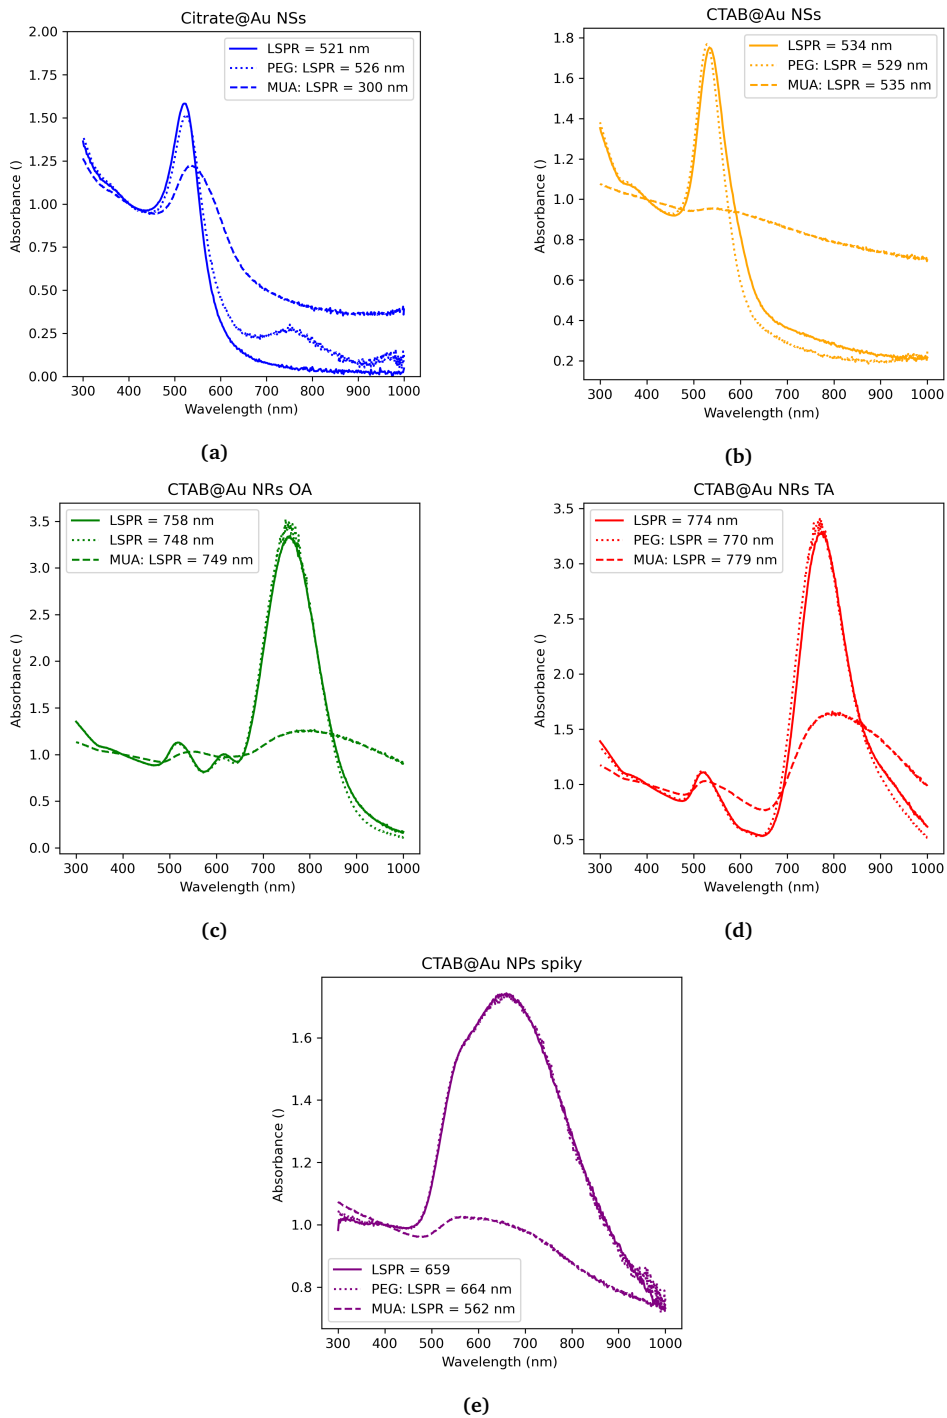 Citrate@Au NSs
2.00
1.75
1.50
1.25
1.00
0.75
0.50
0.25
0.00
Absorbance ()
LSPR = 521 nm
PEG: LSPR = 526 nm
MUA: LSPR = 300 nm
300 400 500 600 700 800 900 1000
Wavelength (nm)
(a)
CTAB@Au NSs
1.8
1.6
1.4
1.2
1.0
0.8
0.6
0.4
0.2
Absorbance ()
LSPR = 534 nm
PEG: LSPR = 529 nm
MUA: LSPR = 535 nm
300 400 500 600 700 800 900 1000
Wavelength (nm)
(b)
CTAB@Au NRs OA
3.5
3.0
2.5
2.0
1.5
1.0
0.5
0.0
Absorbance ()
LSPR = 758 nm
LSPR = 748 nm
MUA: LSPR = 749 nm
300 400 500 600 700 800 900 1000
Wavelength (nm)
(c)
CTAB@Au NRs TA
3.5
3.0
2.5
2.0
1.5
1.0
0.5
Absorbance ()
LSPR = 774 nm
PEG: LSPR = 770 nm
MUA: LSPR = 779 nm
300 400 500 600 700 800 900 1000
Wavelength (nm)
(d)
CTAB@Au NPs spiky
1.6
1.4
1.2
1.0
0.8
Absorbance ()
LSPR = 659
PEG: LSPR = 664 nm
MUA: LSPR = 562 nm
300 400 500 600 700 800 900 1000
Wavelength (nm)
(e)